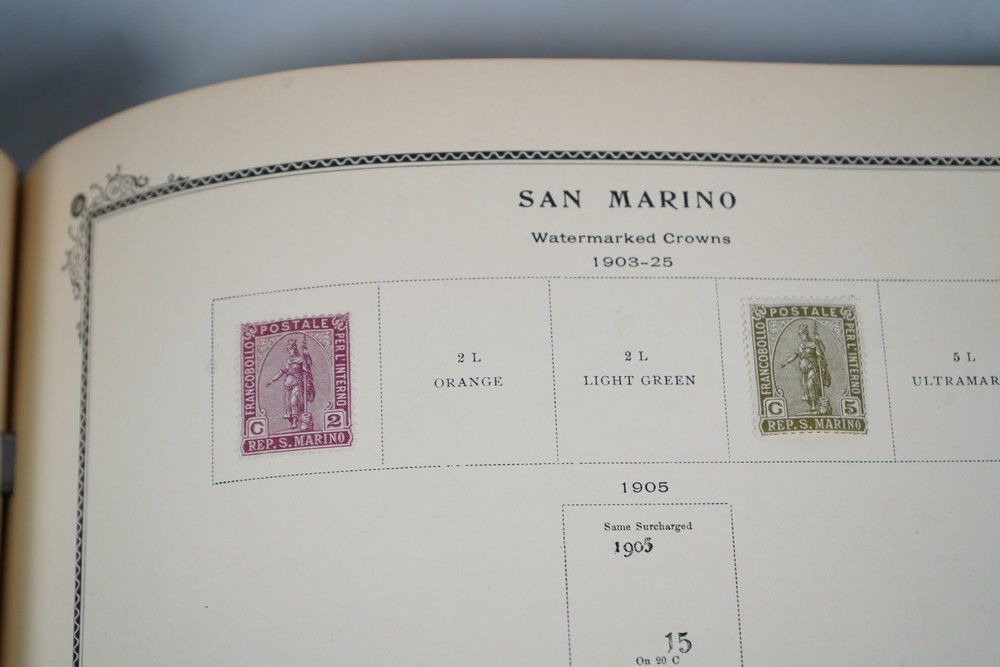 SAN MARINO
Watermarked Crowns
1903-25
POSTALE
FRANCOBOLLO
PER L'INTERNO
C 2
REP. S. MARINO
2 L
ORANGE
2 L
LIGHT GREEN
POSTALE
FRANCOBOLLO
PER L'INTERNO
C 5
REP. S. MARINO
5 L
ULTRAMAR
1905
Same Surcharged
1905
15
On 20 C